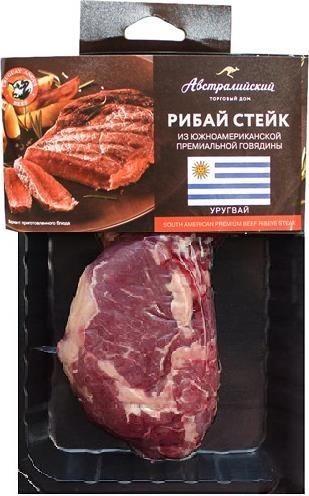 Австралийский
ТОРГОВЫЙ ДОМ
РИБАЙ СТЕЙК
ИЗ ЮЖНОАМЕРИКАНСКОЙ
ПРЕМИАЛЬНОЙ ГОВЯДИНЫ
УРУГВАЙ
Вариант приготовленного блюда
SOUTH AMERICAN PREMIUM BEEF RIBEYE STEAK